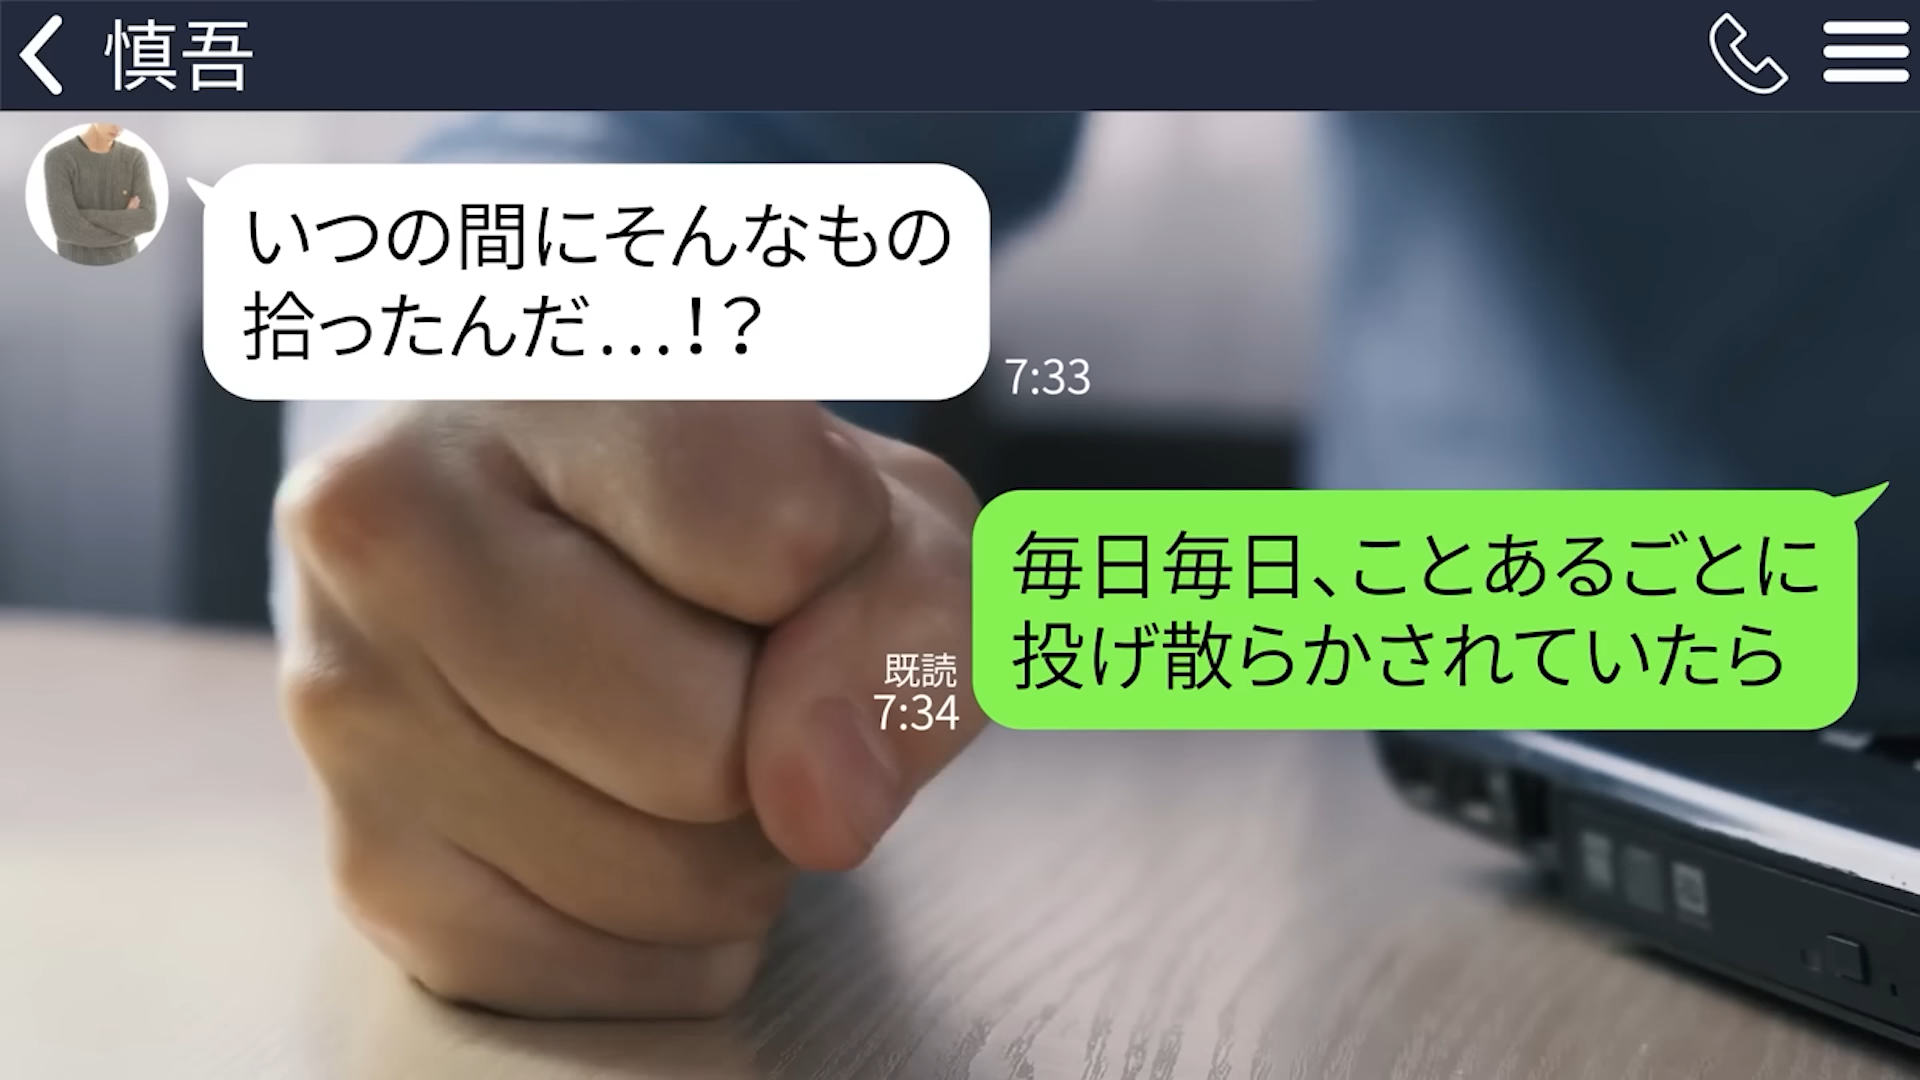 慎吾
いつの間にそんなもの
拾ったんだ…！？
7:33
毎日毎日、ことあるごとに
投げ散らかされていたら
既読
7:34